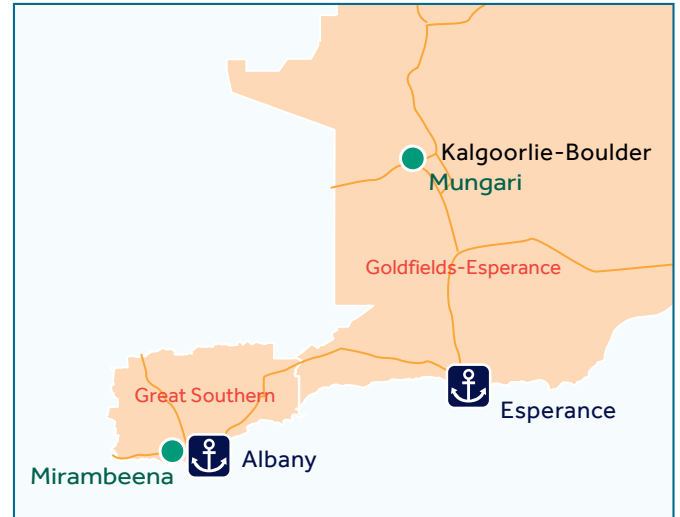 Kalgoorlie-Boulder
Mungari
Goldfields-Esperance
Great Southern
Esperance
Albany
Mirambeena